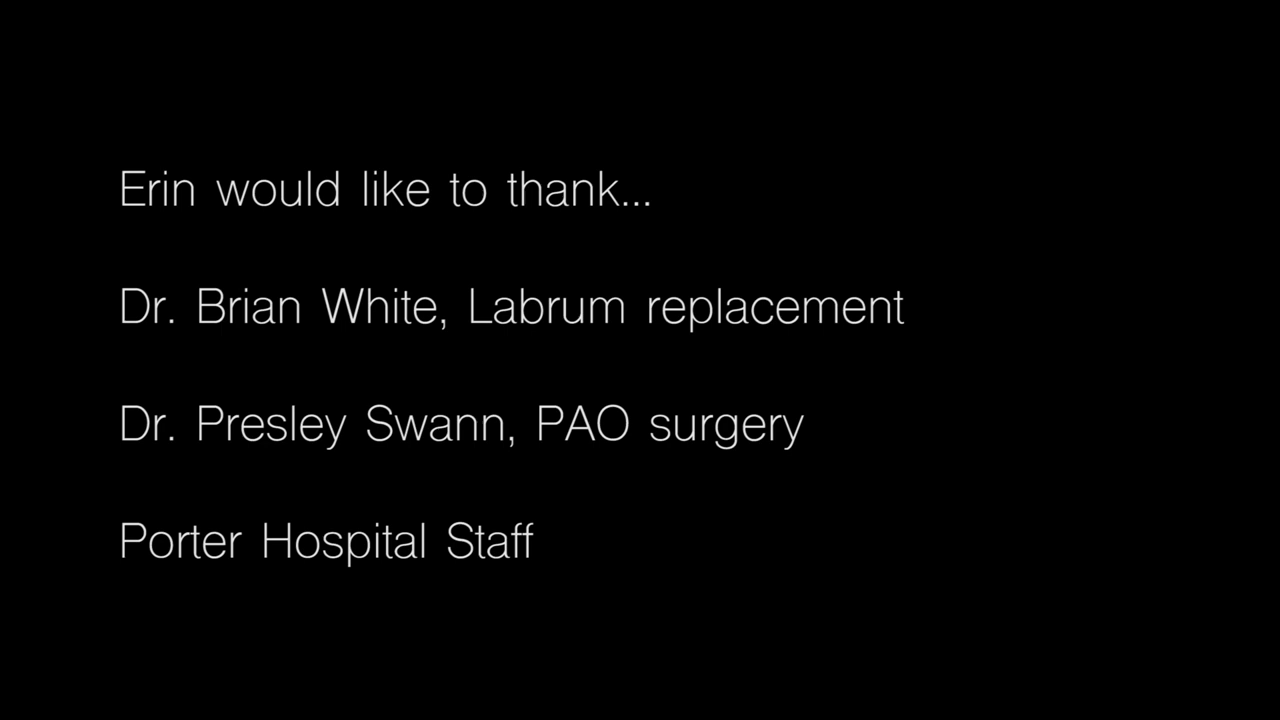 Erin would like to thank...
Dr. Brian White, Labrum replacement
Dr. Presley Swann, PAO surgery
Porter Hospital Staff